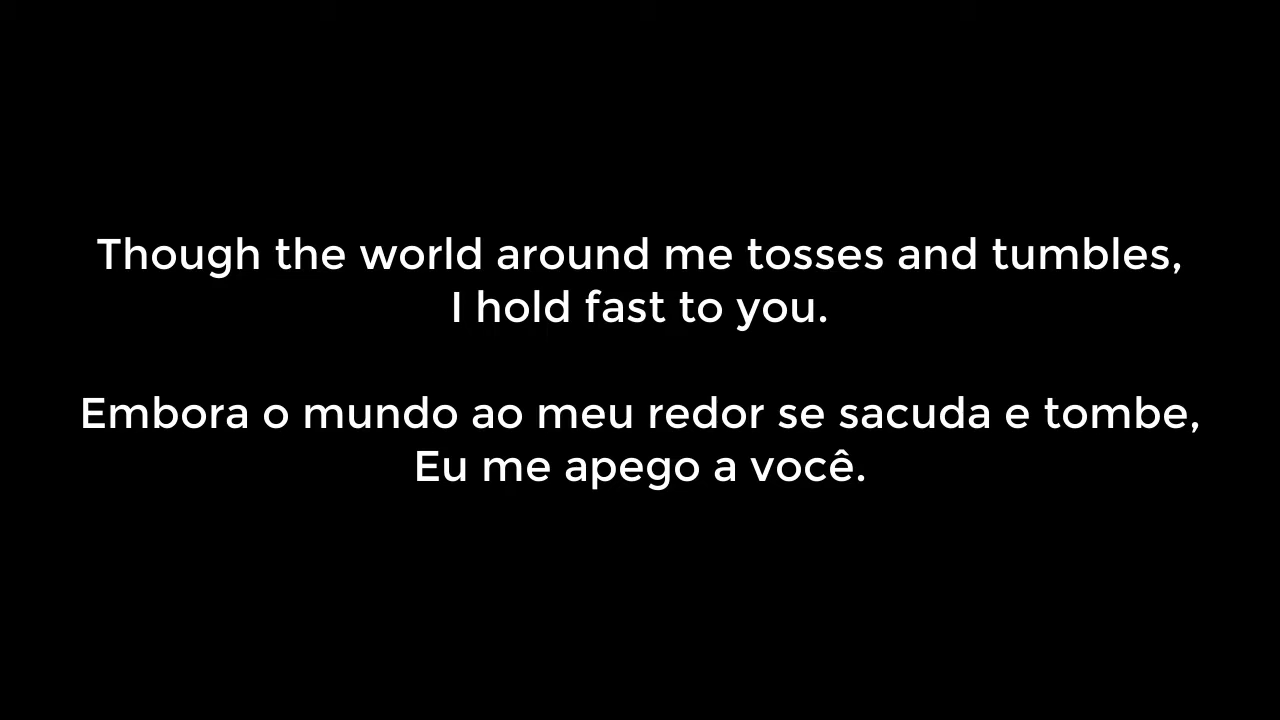 Though the world around me tosses and tumbles,
I hold fast to you.
Embora o mundo ao meu redor se sacuda e tombe,
Eu me apego a você.